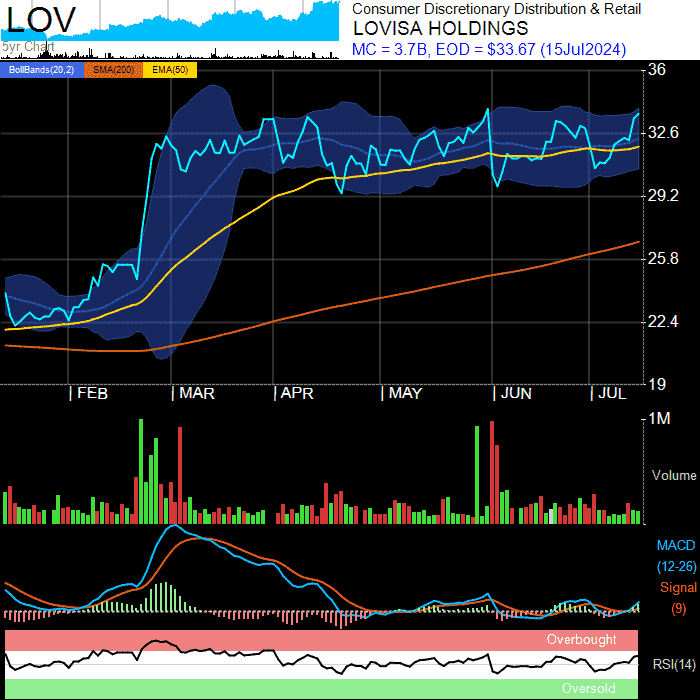 LOV
5yr Chart
Consumer Discretionary Distribution & Retail
LOVISA HOLDINGS
MC = 3.7B, EOD = $33.67 (15Jul2024)
BollBands(20,2) SMA(200) EMA(50)
36
32.6
29.2
25.8
22.4
19
FEB MAR APR MAY JUN JUL
1M
Volume
MACD
(12-26)
Signal
(9)
Overbought
RSI(14)
Oversold